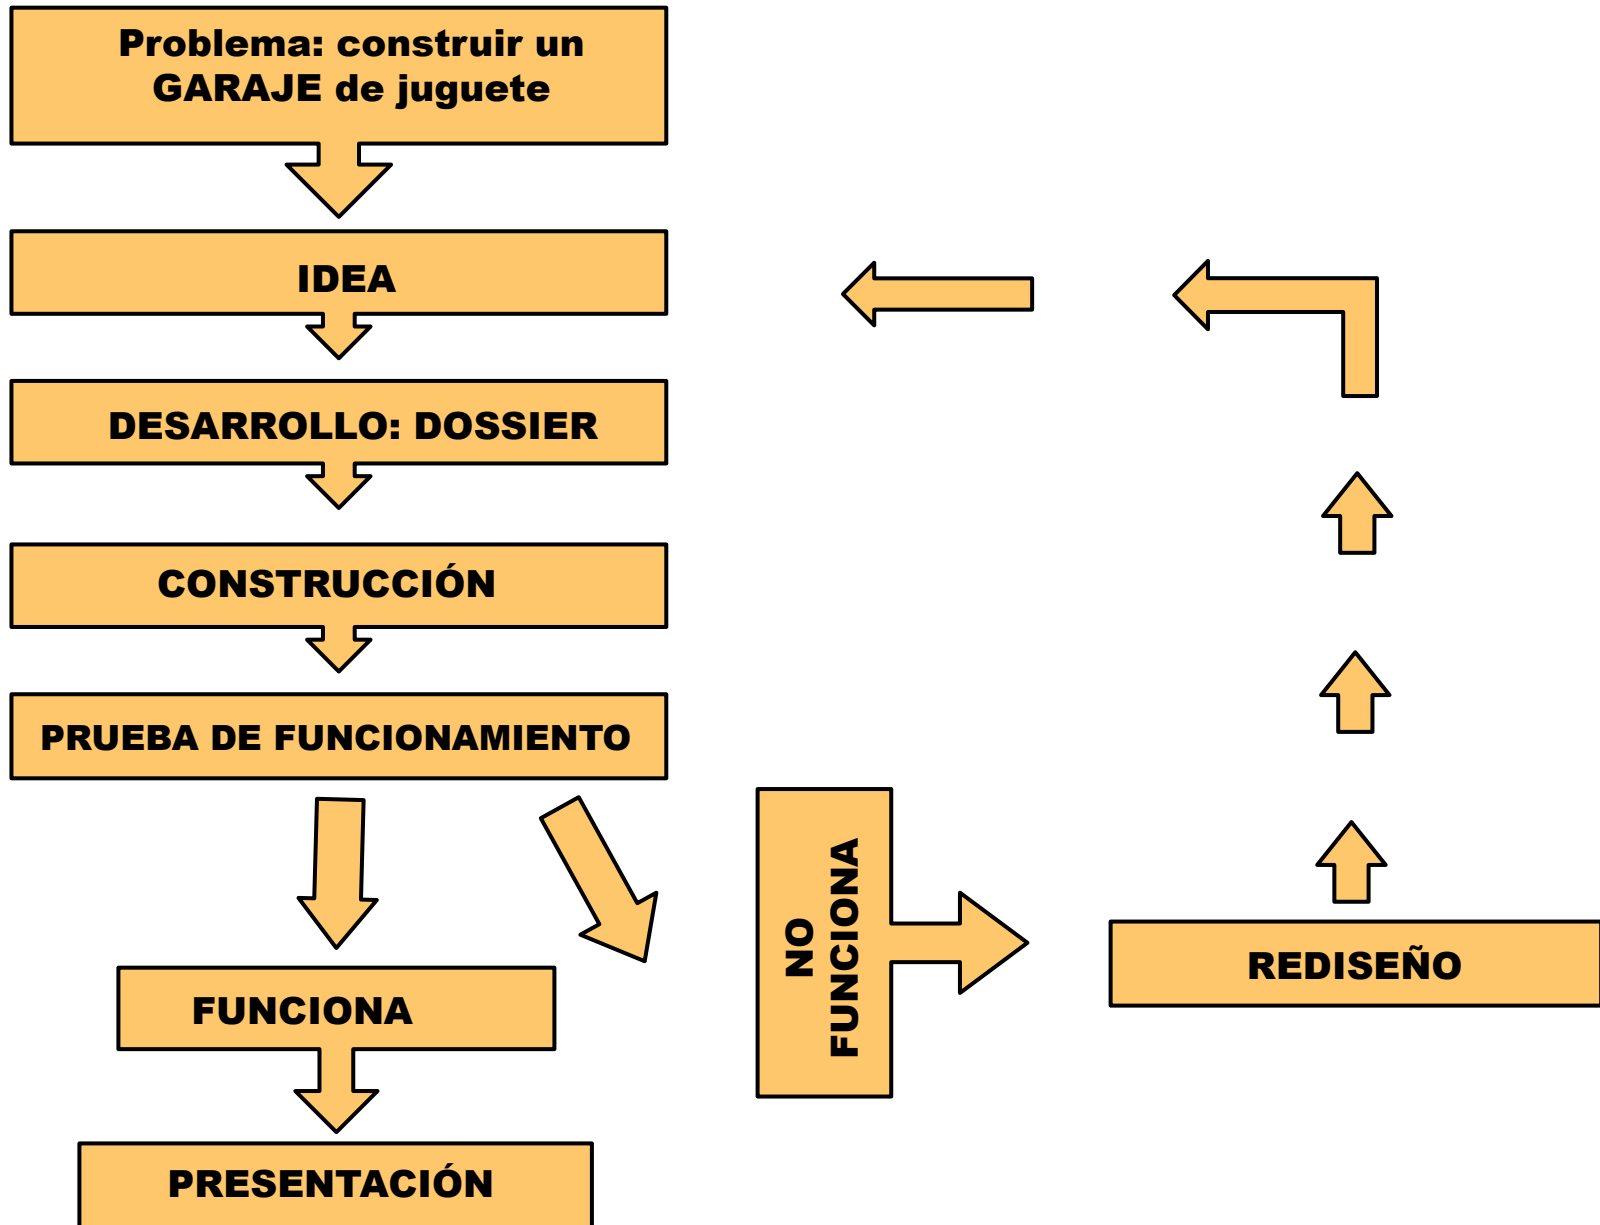 Problema: construir un
GARAJE de juguete
IDEA
DESARROLLO: DOSSIER
CONSTRUCCIÓN
PRUEBA DE FUNCIONAMIENTO
NO
FUNCIONA
REDISEÑO
FUNCIONA
PRESENTACIÓN